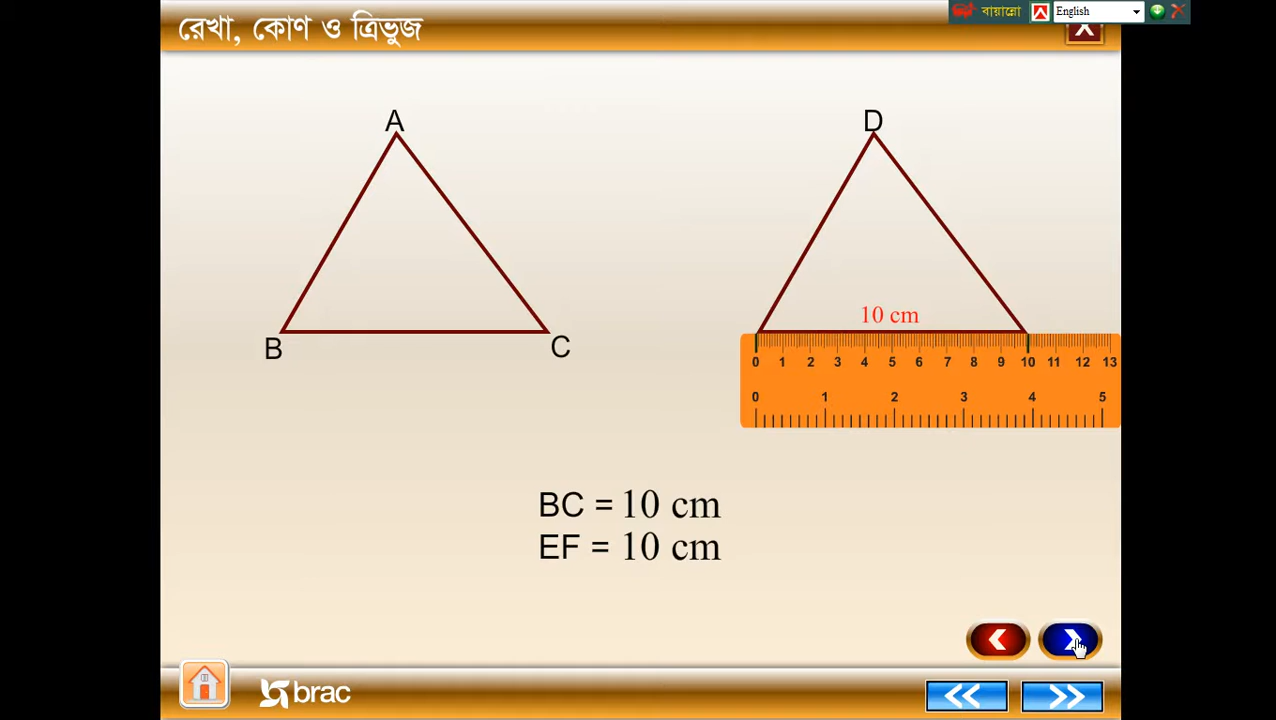 রেখা, কোণ ও ত্রিভুজ
বায়ান্নো English
A
D
10 cm
B
C
0 1 2 3 4 5 6 7 8 9 10 11 12 13
0 1 2 3 4 5
BC = 10 cm
EF = 10 cm
brac